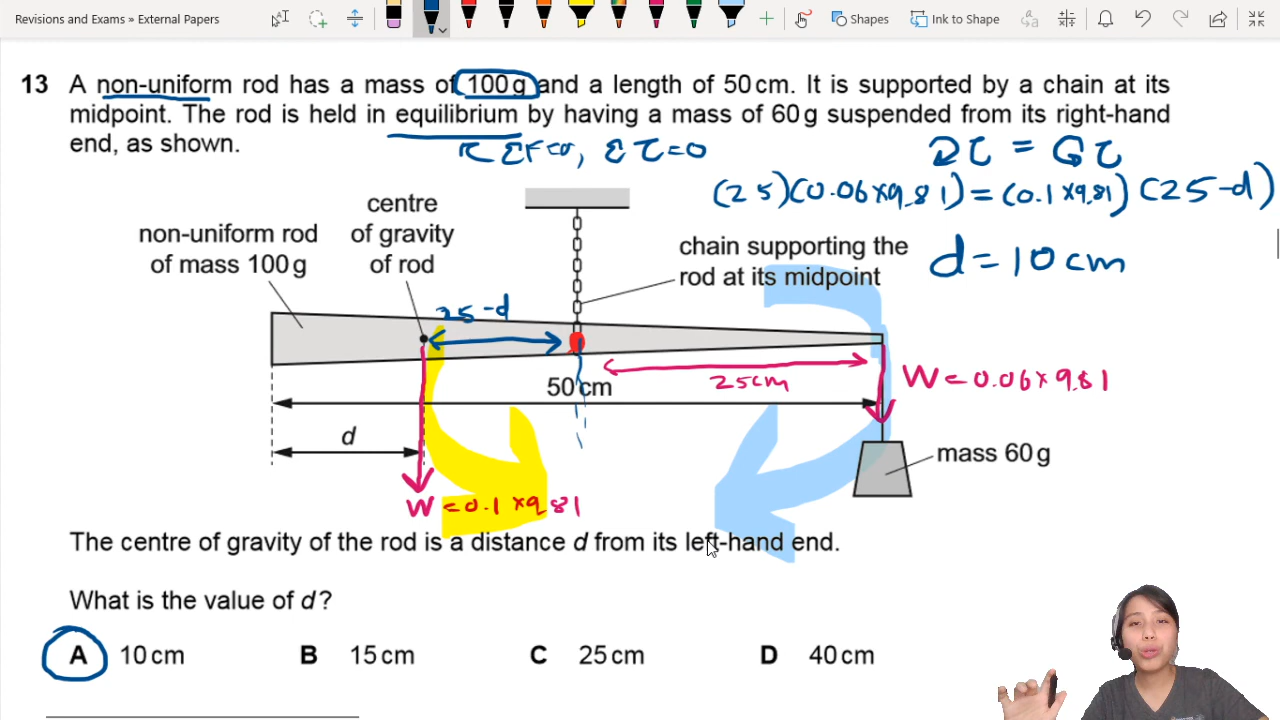 Revisions and Exams » External Papers
Shapes
Ink to Shape
13 A non-uniform rod has a mass of 100 g and a length of 50 cm. It is supported by a chain at its
midpoint. The rod is held in equilibrium by having a mass of 60 g suspended from its right-hand
end, as shown.
ΣF=0, Στ=0
τ = τ
(25)(0.06×9.81)=(0.1×9.81)(25-d)
d=10cm
centre
of gravity
of rod
non-uniform rod
of mass 100 g
chain supporting the
rod at its midpoint
25-d
25cm
W=0.06×9.81
50 cm
d
mass 60 g
W=0.1×9.81
The centre of gravity of the rod is a distance d from its left-hand end.
What is the value of d?
A 10 cm B 15 cm C 25 cm D 40 cm